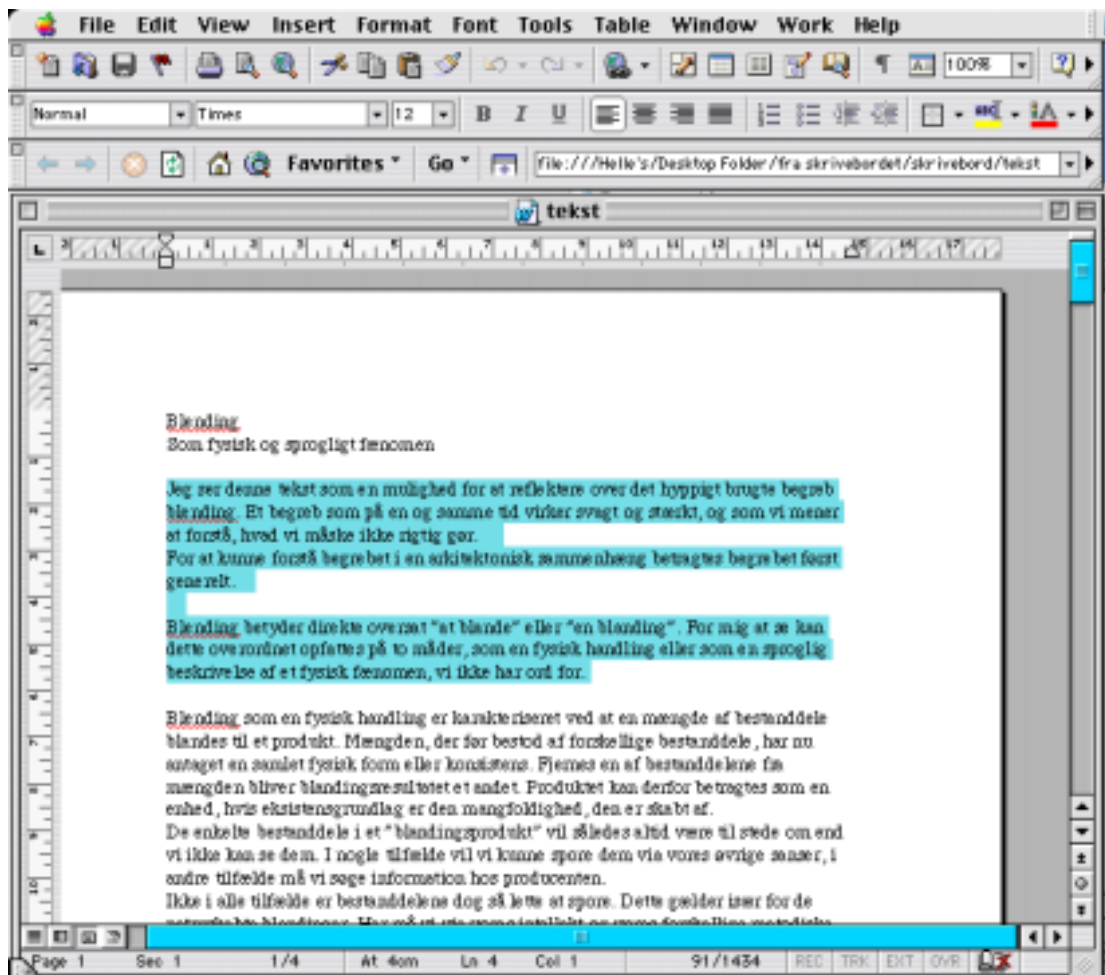 File Edit View Insert Format Font Tools Table Window Work Help
100%
Normal Times 12 B I U
Favorites Go file:///Helle's/Desktop Folder/fra skrivebordet/skrivebord/tekst
tekst
Blending
Som fysisk og sprogligt fænomen
Jeg ser denne tekst som en mulighed for at reflektere over det hyppigt brugte begreb
blending. Et begreb som på en og samme tid virker svagt og stærkt, og som vi mener
at forstå, hvad vi måske ikke rigtig gør.
For at kunne forstå begrebet i en arkitektonisk sammenhæng betragtes begrebet først
generelt.
Blending betyder direkte oversat "at blande" eller "en blanding". For mig at se kan
dette overordnet opfattes på to måder, som en fysisk handling eller som en sproglig
beskrivelse af et fysisk fænomen, vi ikke har ord for.
Blending som en fysisk handling er karakteriseret ved at en mængde af bestanddele
blandes til et produkt. Mængden, der før bestod af forskellige bestanddele, har nu
antaget en samlet fysisk form eller konsistens. Fjernes en af bestanddelene fra
mængden bliver blandingsresultatet et andet. Produktet kan derfor betragtes som en
enhed, hvis eksistensgrundlag er den mangfoldighed, den er skabt af.
De enkelte bestanddele i et "blandingsprodukt" vil således altid være til stede om end
vi ikke kan se dem. I nogle tilfælde vil vi kunne spore dem via vores øvrige sanser, i
andre tilfælde må vi søge information hos producenten.
Ikke i alle tilfælde er bestanddelene dog så lette at spore. Dette gælder især for de
Page 1 Sec 1 1/4 At 4cm Ln 4 Col 1 91/1434 REC TRK EXT OVR